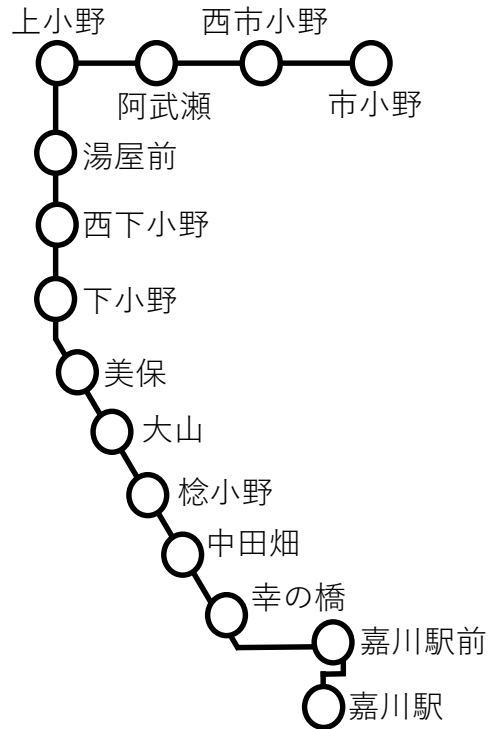 上小野
西市小野
阿武瀬
市小野
湯屋前
西下小野
下小野
美保
大山
棯小野
中田畑
幸の橋
嘉川駅前
嘉川駅